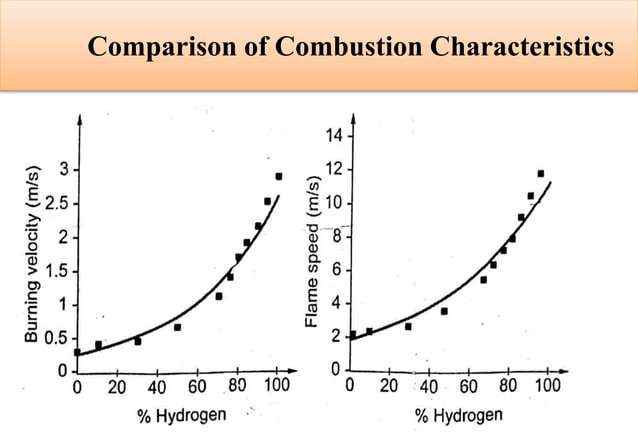 Comparison of Combustion Characteristics
Burning velocity (m/s)
3
2.5
2
1.5
1
0.5
0
0 20 40 60 80 100
% Hydrogen
Flame speed (m/s)
14
12
10
8
6
4
2
0
0 20 40 60 80 100
% Hydrogen